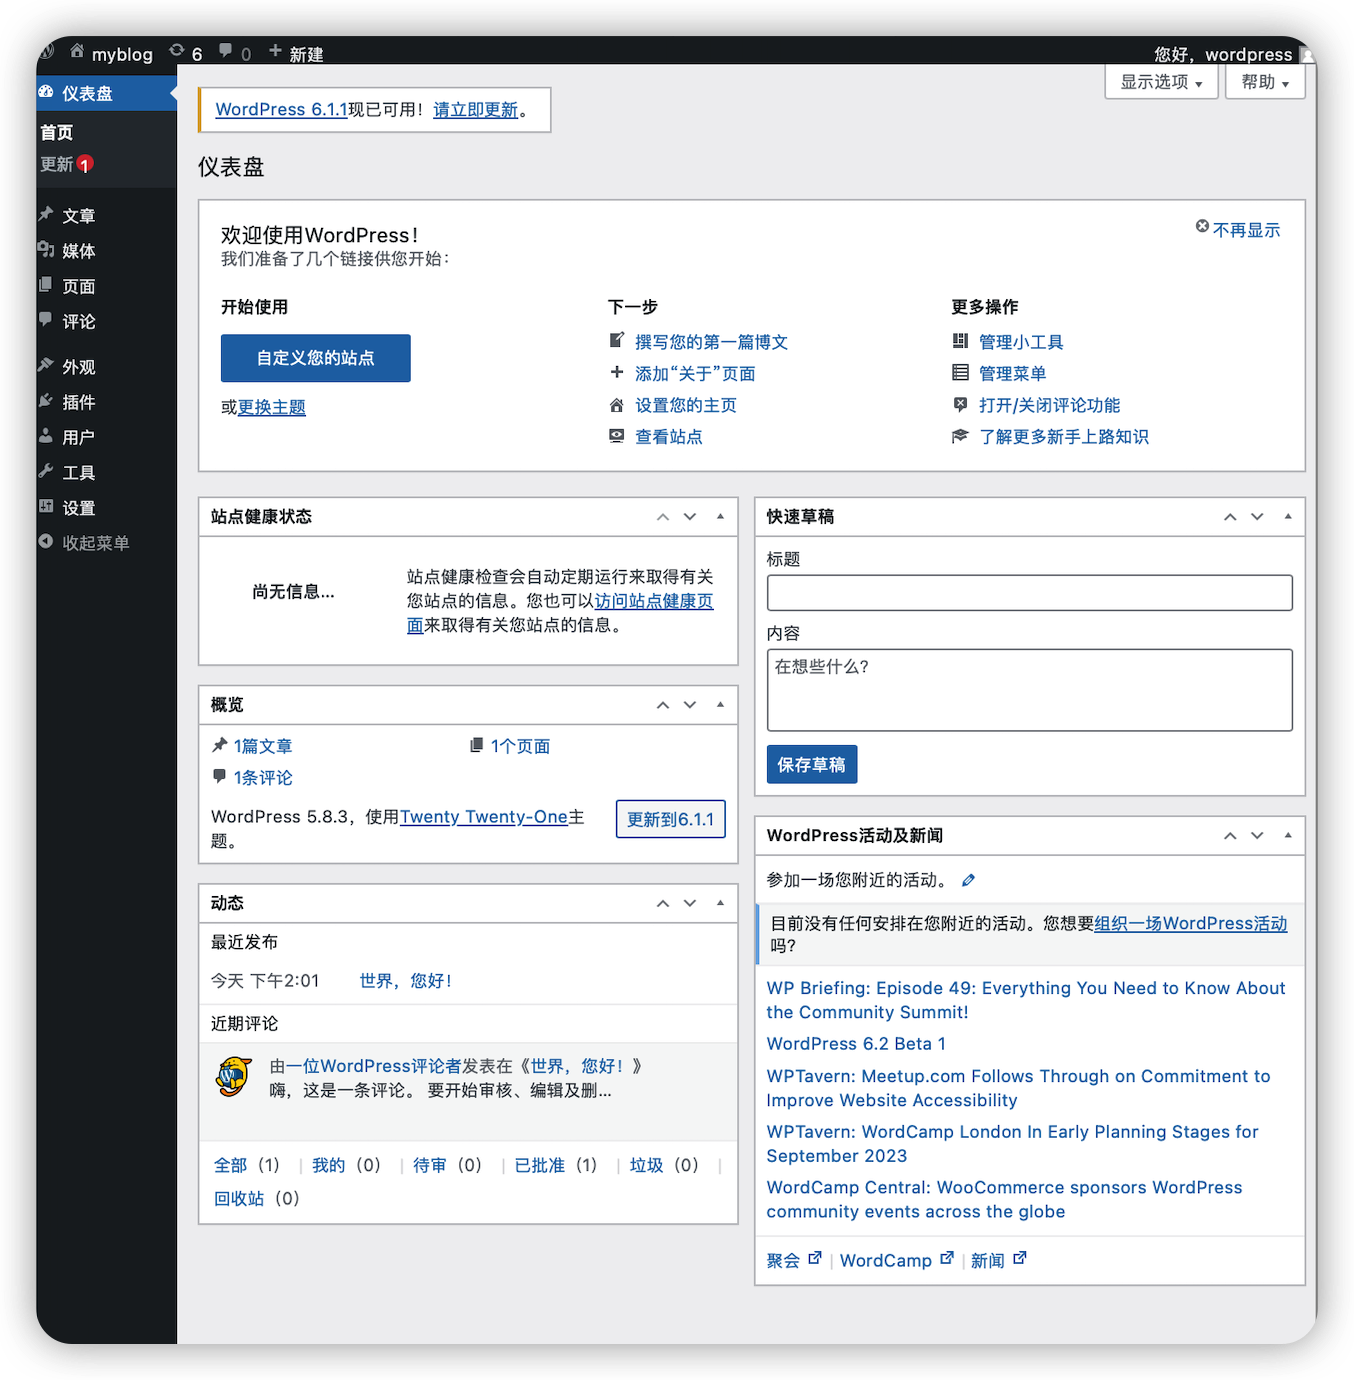 myblog 6 0 新建
您好，wordpress
仪表盘
首页
更新 1
文章
媒体
页面
评论
外观
插件
用户
工具
设置
收起菜单
显示选项
帮助
WordPress 6.1.1现已可用！请立即更新。
仪表盘
欢迎使用WordPress！
我们准备了几个链接供您开始：
不再显示
开始使用
自定义您的站点
或更换主题
下一步
撰写您的第一篇博文
添加“关于”页面
设置您的主页
查看站点
更多操作
管理小工具
管理菜单
打开/关闭评论功能
了解更多新手上路知识
站点健康状态
尚无信息…
站点健康检查会自动定期运行来取得有关
您站点的信息。您也可以访问站点健康页
面来取得有关您站点的信息。
概览
1篇文章
1个页面
1条评论
WordPress 5.8.3，使用Twenty Twenty-One主
题。
更新到6.1.1
动态
最近发布
今天 下午2:01 世界，您好！
近期评论
由一位WordPress评论者发表在《世界，您好！》
嗨，这是一条评论。 要开始审核、编辑及删…
全部（1） | 我的（0） | 待审（0） | 已批准（1） | 垃圾（0） |
回收站（0）
快速草稿
标题
内容
在想些什么？
保存草稿
WordPress活动及新闻
参加一场您附近的活动。
目前没有任何安排在您附近的活动。您想要组织一场WordPress活动
吗？
WP Briefing: Episode 49: Everything You Need to Know About
the Community Summit!
WordPress 6.2 Beta 1
WPTavern: Meetup.com Follows Through on Commitment to
Improve Website Accessibility
WPTavern: WordCamp London In Early Planning Stages for
September 2023
WordCamp Central: WooCommerce sponsors WordPress
community events across the globe
聚会 | WordCamp | 新闻